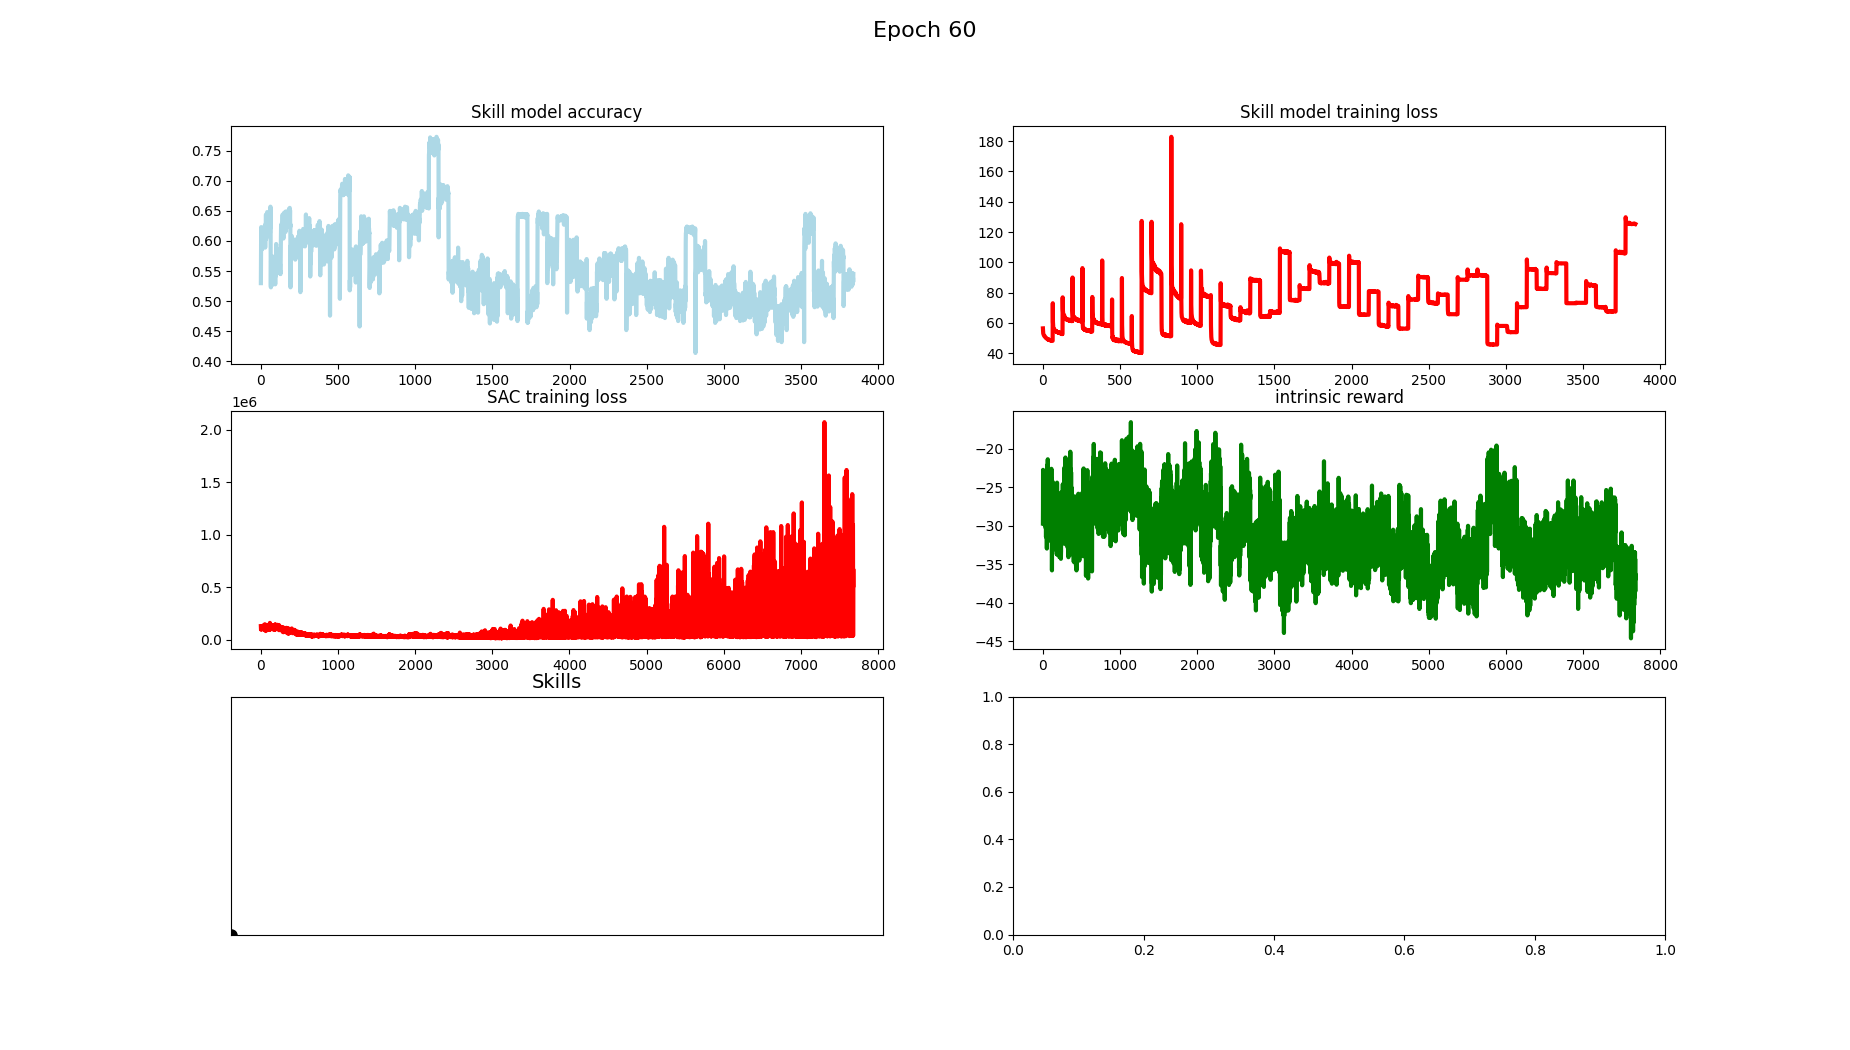 Epoch 60
Skill model accuracy
0.75
0.70
0.65
0.60
0.55
0.50
0.45
0.40
0 500 1000 1500 2000 2500 3000 3500 4000
Skill model training loss
180
160
140
120
100
80
60
40
0 500 1000 1500 2000 2500 3000 3500 4000
SAC training loss
1e6
2.0
1.5
1.0
0.5
0.0
0 1000 2000 3000 4000 5000 6000 7000 8000
intrinsic reward
−20
−25
−30
−35
−40
−45
0 1000 2000 3000 4000 5000 6000 7000 8000
Skills
1.0
0.8
0.6
0.4
0.2
0.0
0.0 0.2 0.4 0.6 0.8 1.0